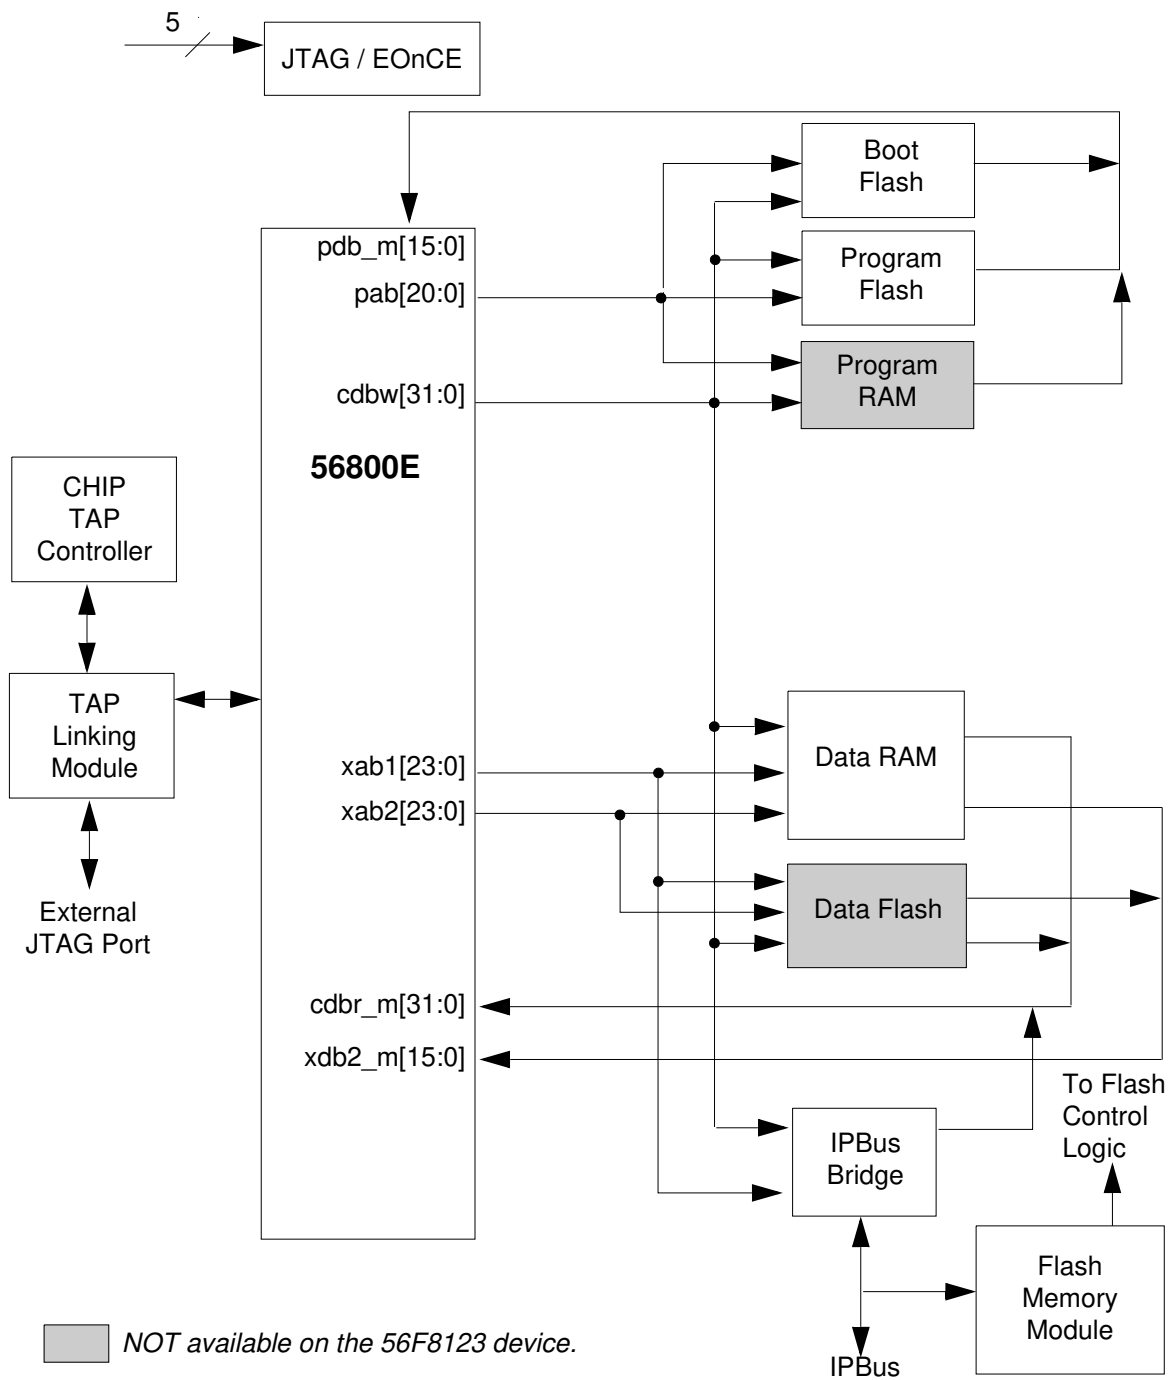 5
JTAG / EOnCE
Boot
Flash
pdb_m[15:0]
pab[20:0]
Program
Flash
Program
RAM
cdbw[31:0]
56800E
CHIP
TAP
Controller
TAP
Linking
Module
External
JTAG Port
xab1[23:0]
xab2[23:0]
Data RAM
Data Flash
cdbr_m[31:0]
xdb2_m[15:0]
To Flash
Control
Logic
IPBus
Bridge
Flash
Memory
Module
IPBus
NOT available on the 56F8123 device.